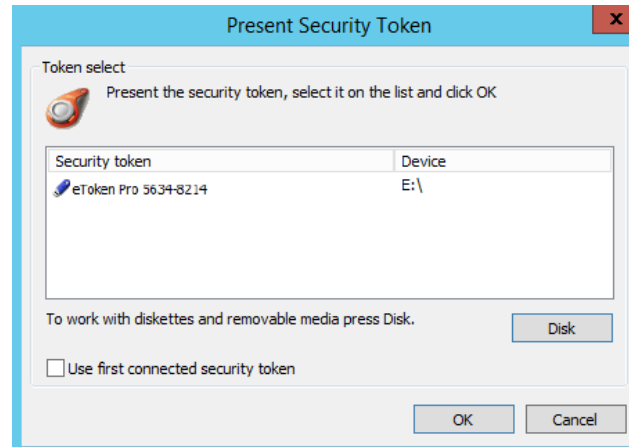 Present Security Token
x
Token select
Present the security token, select it on the list and click OK
Security token Device
eToken Pro 5634-8214 E:\
To work with diskettes and removable media press Disk.
Disk
Use first connected security token
OK Cancel